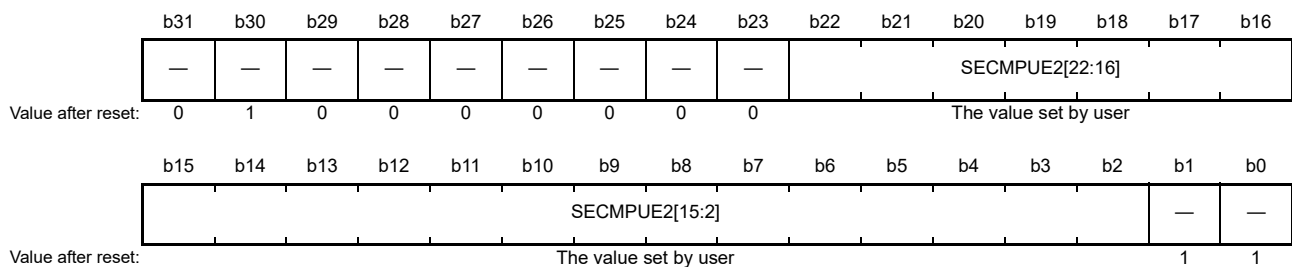 b31 b30 b29 b28 b27 b26 b25 b24 b23 b22 b21 b20 b19 b18 b17 b16
— — — — — — — — — SECMPUE2[22:16]
Value after reset: 0 1 0 0 0 0 0 0 0 The value set by user
b15 b14 b13 b12 b11 b10 b9 b8 b7 b6 b5 b4 b3 b2 b1 b0
SECMPUE2[15:2] — —
Value after reset: The value set by user 1 1